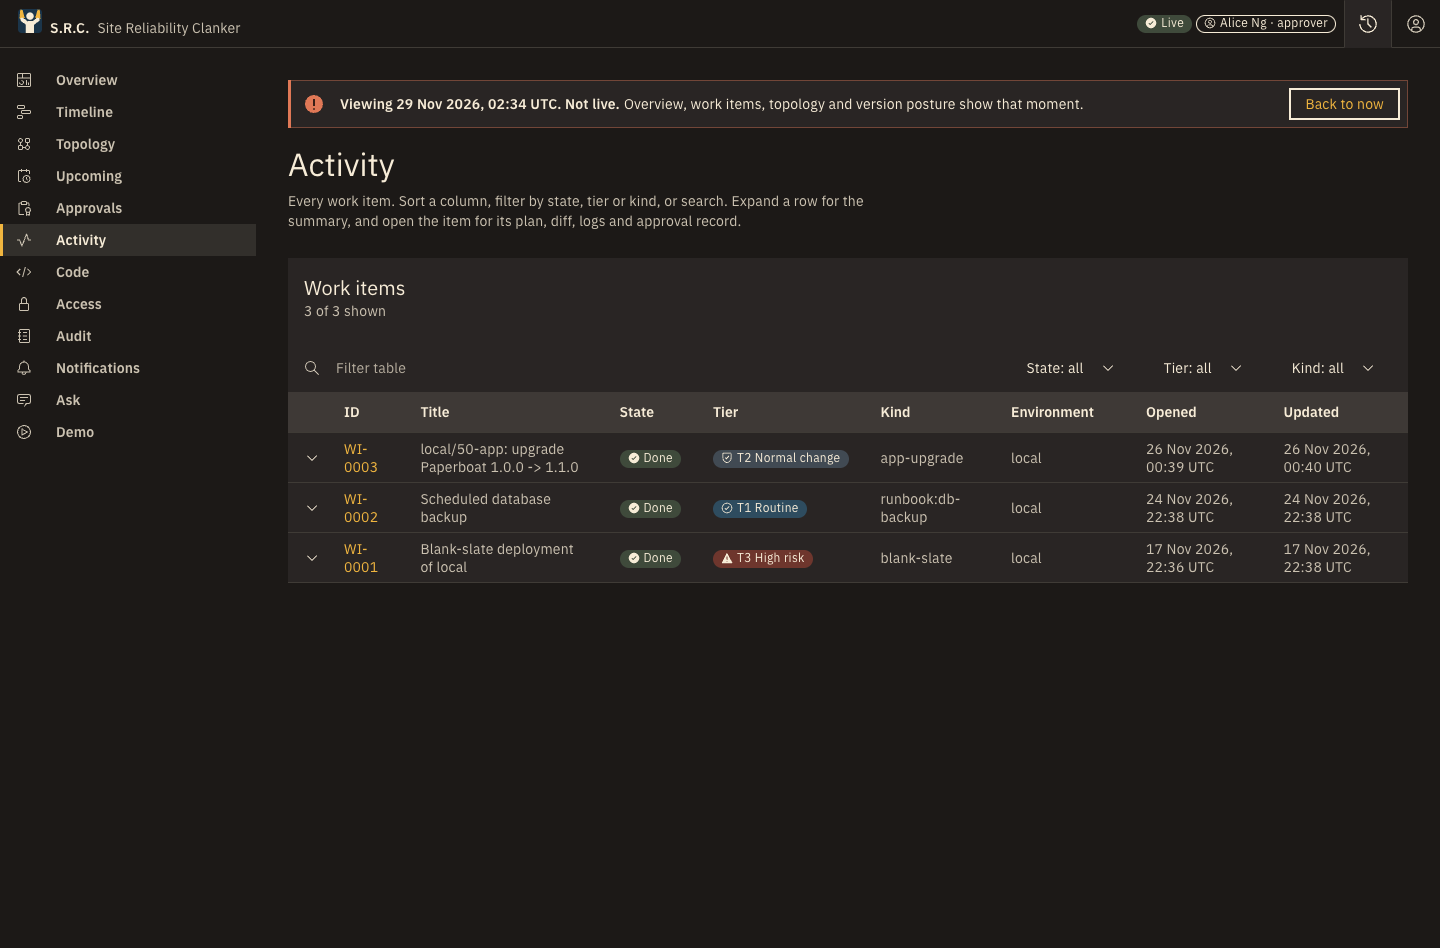 S.R.C. Site Reliability Clanker
Live
Alice Ng · approver
Overview
Timeline
Topology
Upcoming
Approvals
Activity
Code
Access
Audit
Notifications
Ask
Demo
Viewing 29 Nov 2026, 02:34 UTC. Not live. Overview, work items, topology and version posture show that moment.
Back to now
Activity
Every work item. Sort a column, filter by state, tier or kind, or search. Expand a row for the
summary, and open the item for its plan, diff, logs and approval record.
Work items
3 of 3 shown
Filter table
State: all
Tier: all
Kind: all
ID Title State Tier Kind Environment Opened Updated
WI- local/50-app: upgrade 26 Nov 2026, 26 Nov 2026,
Done T2 Normal change app-upgrade local
0003 Paperboat 1.0.0 -> 1.1.0 00:39 UTC 00:40 UTC
WI- Scheduled database runbook:db- 24 Nov 2026, 24 Nov 2026,
Done T1 Routine local
0002 backup backup 22:38 UTC 22:38 UTC
WI- Blank-slate deployment 17 Nov 2026, 17 Nov 2026,
Done T3 High risk blank-slate local
0001 of local 22:36 UTC 22:38 UTC